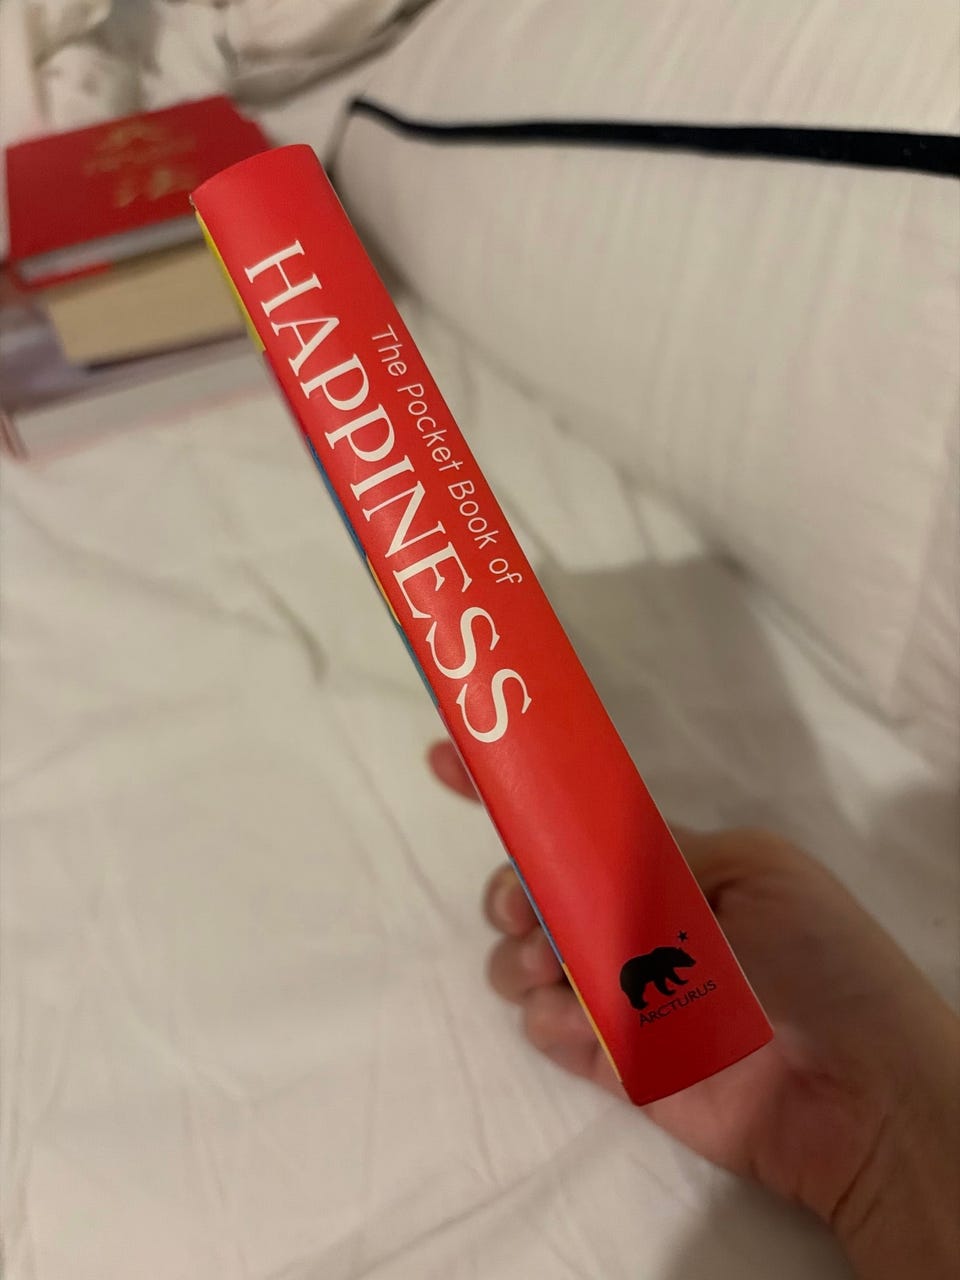 The Pocket Book of
HAPPINESS
ARCTURUS